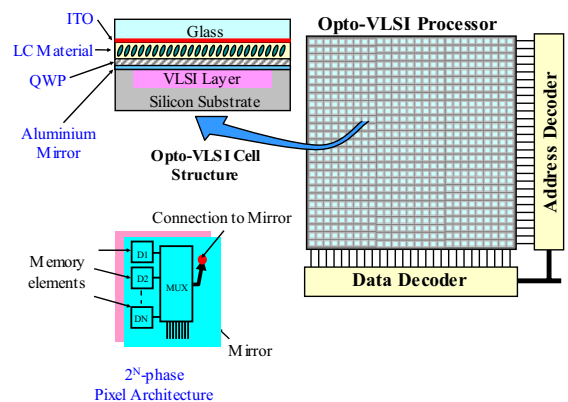 Opto-VLSI Processor
ITO
LC Material
QWP
Aluminium
Mirror
Glass
VLSI Layer
Silicon Substrate
Opto-VLSI Cell
Structure
Address Decoder
Data Decoder
Connection to Mirror
Memory
elements
D1
D2
DN
MUX
Mirror
2ᴺ-phase
Pixel Architecture